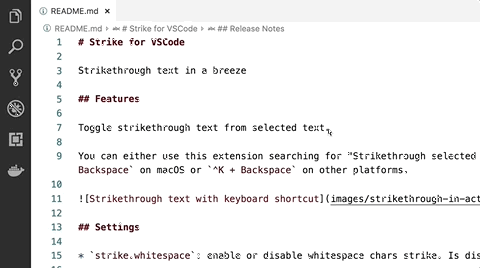 README.md ×
README.md > # Strike for VSCode > ## Release Notes
1 # Strike for VSCode
2
3 Strikethrough text in a breeze
4
5 ## Features
6
7 Toggle strikethrough text from selected text.
8
9 You can either use this extension searching for "Strikethrough selected
Backspace` on macOS or `^K + Backspace` on other platforms.
10
11 ![Strikethrough text with keyboard shortcut](images/strikethrough-in-act
12
13 ## Settings
14
15 * `strike.whitespace`: enable or disable whitespace chars strike. Is dis
16